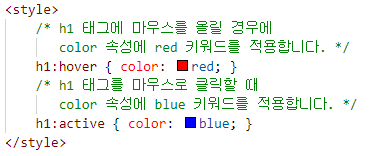 <style>
/* h1 태그에 마우스를 올릴 경우에
color 속성에 red 키워드를 적용합니다. */
h1:hover { color: red; }
/* h1 태그를 마우스로 클릭할 때
color 속성에 blue 키워드를 적용합니다. */
h1:active { color: blue; }
</style>